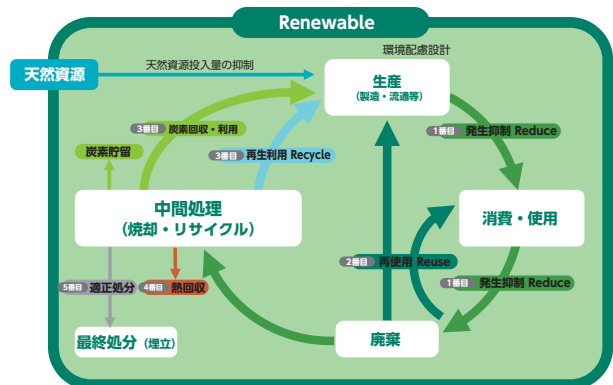 Renewable
環境配慮設計
天然資源
天然資源投入量の抑制
生産
（製造・流通等）
3番目 炭素回収・利用
1番目 発生抑制 Reduce
炭素貯留
3番目 再生利用 Recycle
中間処理
（焼却・リサイクル）
消費・使用
2番目 再使用 Reuse
5番目 適正処分
4番目 熱回収
1番目 発生抑制 Reduce
最終処分（埋立）
廃棄